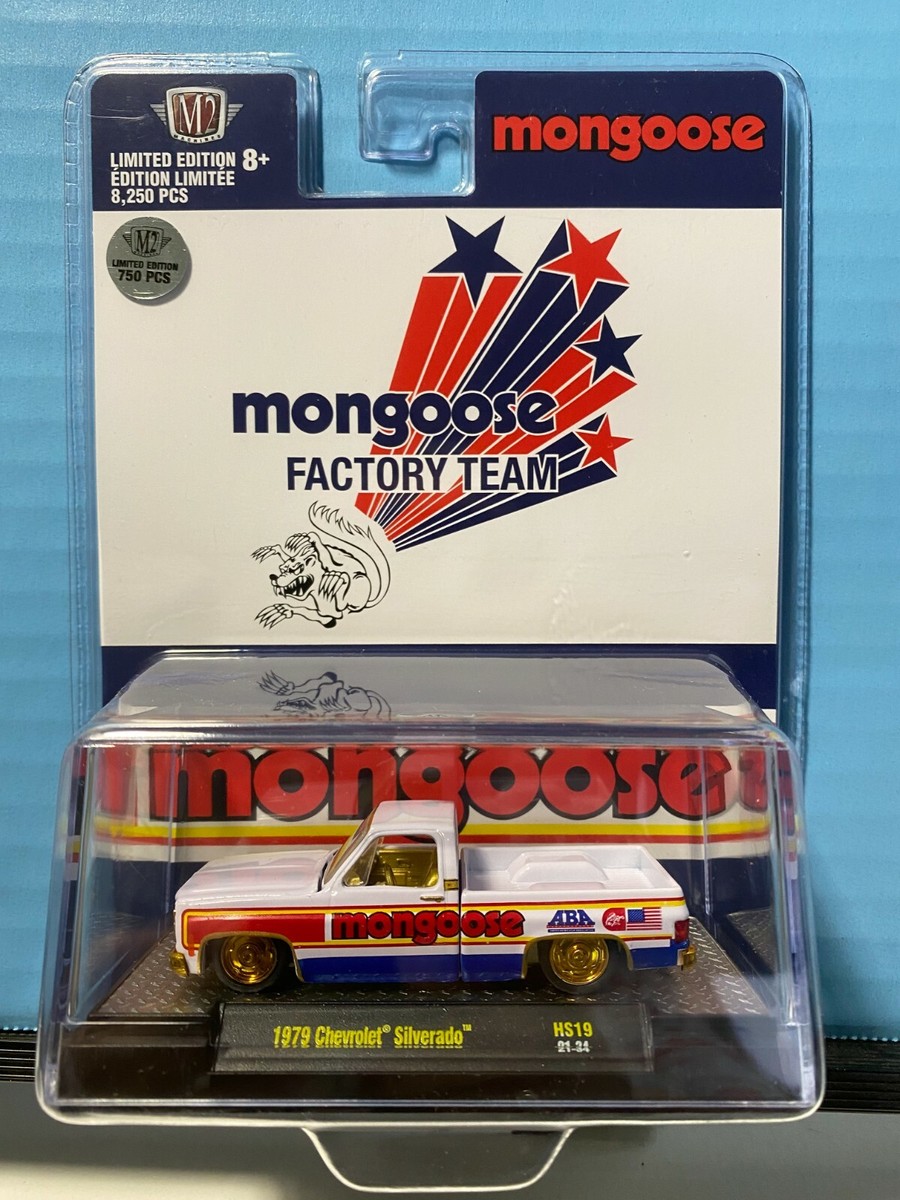 M2
MACHINES
LIMITED EDITION 8+
ÉDITION LIMITÉE
8,250 PCS
mongoose
M2
LIMITED EDITION
750 PCS
mongoose
FACTORY TEAM
mongoose
mongoose
ABA
1979 Chevrolet® Silverado™
HS19
21-34